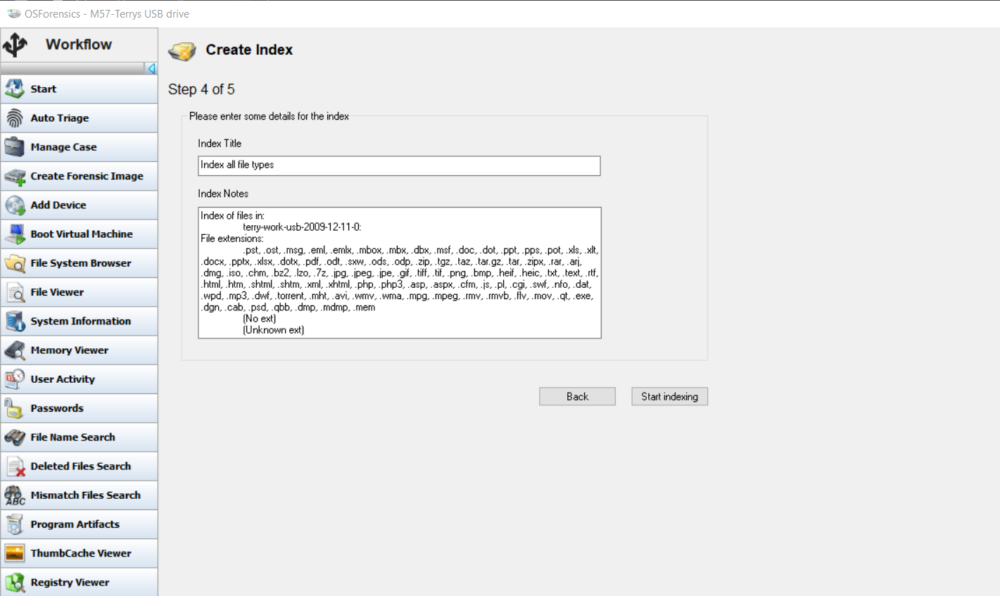 OSForensics - M57-Terrys USB drive
Workflow
Start
Auto Triage
Manage Case
Create Forensic Image
Add Device
Boot Virtual Machine
File System Browser
File Viewer
System Information
Memory Viewer
User Activity
Passwords
File Name Search
Deleted Files Search
ABC
Mismatch Files Search
Program Artifacts
ThumbCache Viewer
Registry Viewer
Create Index
Step 4 of 5
Please enter some details for the index
Index Title
Index all file types
Index Notes
Index of files in:
terry-work-usb-2009-12-11-0:
File extensions:
.pst, .ost, .msg, .eml, .emlx, .mbox, .mbx, .dbx, .msf, .doc, .dot, .ppt, .pps, .pot, .xls, .xlt,
.docx, .pptx, .xlsx, .dotx, .pdf, .odt, .sxw, .ods, .odp, .zip, .tgz, .taz, .tar.gz, .tar, .zipx, .rar, .arj,
.dmg, .iso, .chm, .bz2, .lzo, .7z, .jpg, .jpeg, .jpe, .gif, .tiff, .tif, .png, .bmp, .heif, .heic, .txt, .text, .rtf,
.html, .htm, .shtml, .shtm, .xml, .xhtml, .php, .php3, .asp, .aspx, .cfm, .js, .pl, .cgi, .swf, .nfo, .dat,
.wpd, .mp3, .dwf, .torrent, .mht, .avi, .wmv, .wma, .mpg, .mpeg, .rmv, .rmvb, .flv, .mov, .qt, .exe,
.dgn, .cab, .psd, .qbb, .dmp, .mdmp, .mem
(No ext)
(Unknown ext)
Back
Start indexing